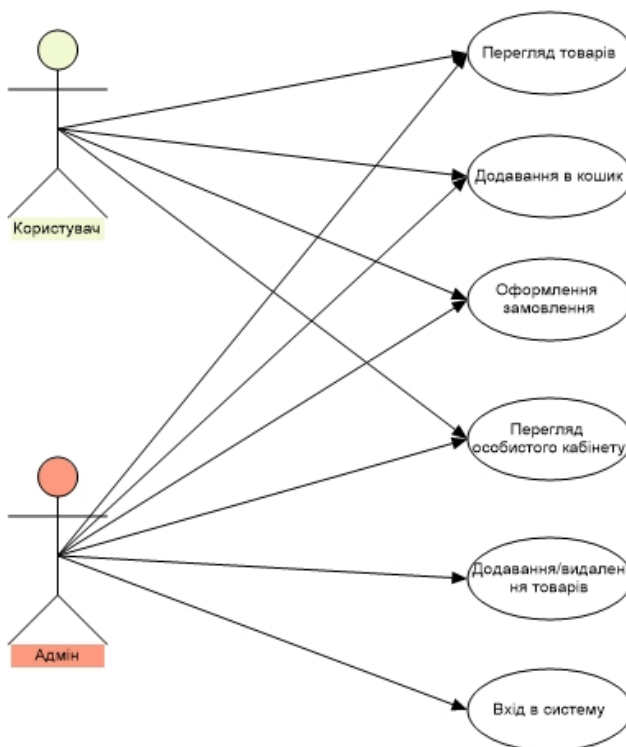 Перегляд товарів
Додавання в кошик
Користувач
Оформлення
замовлення
Перегляд
особистого кабінету
Додавання/видален
ня товарів
Адмін
Вхід в систему